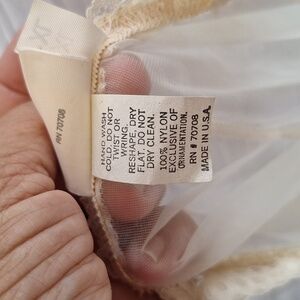 RN 70708
HAND WASH
COLD. DO NOT
TWIST OR
WRING.
RESHAPE, DRY
FLAT. DO NOT
DRY CLEAN.
100% NYLON
EXCLUSIVE OF
ORNAMENTATION.
RN # 70708
MADE IN U.S.A.